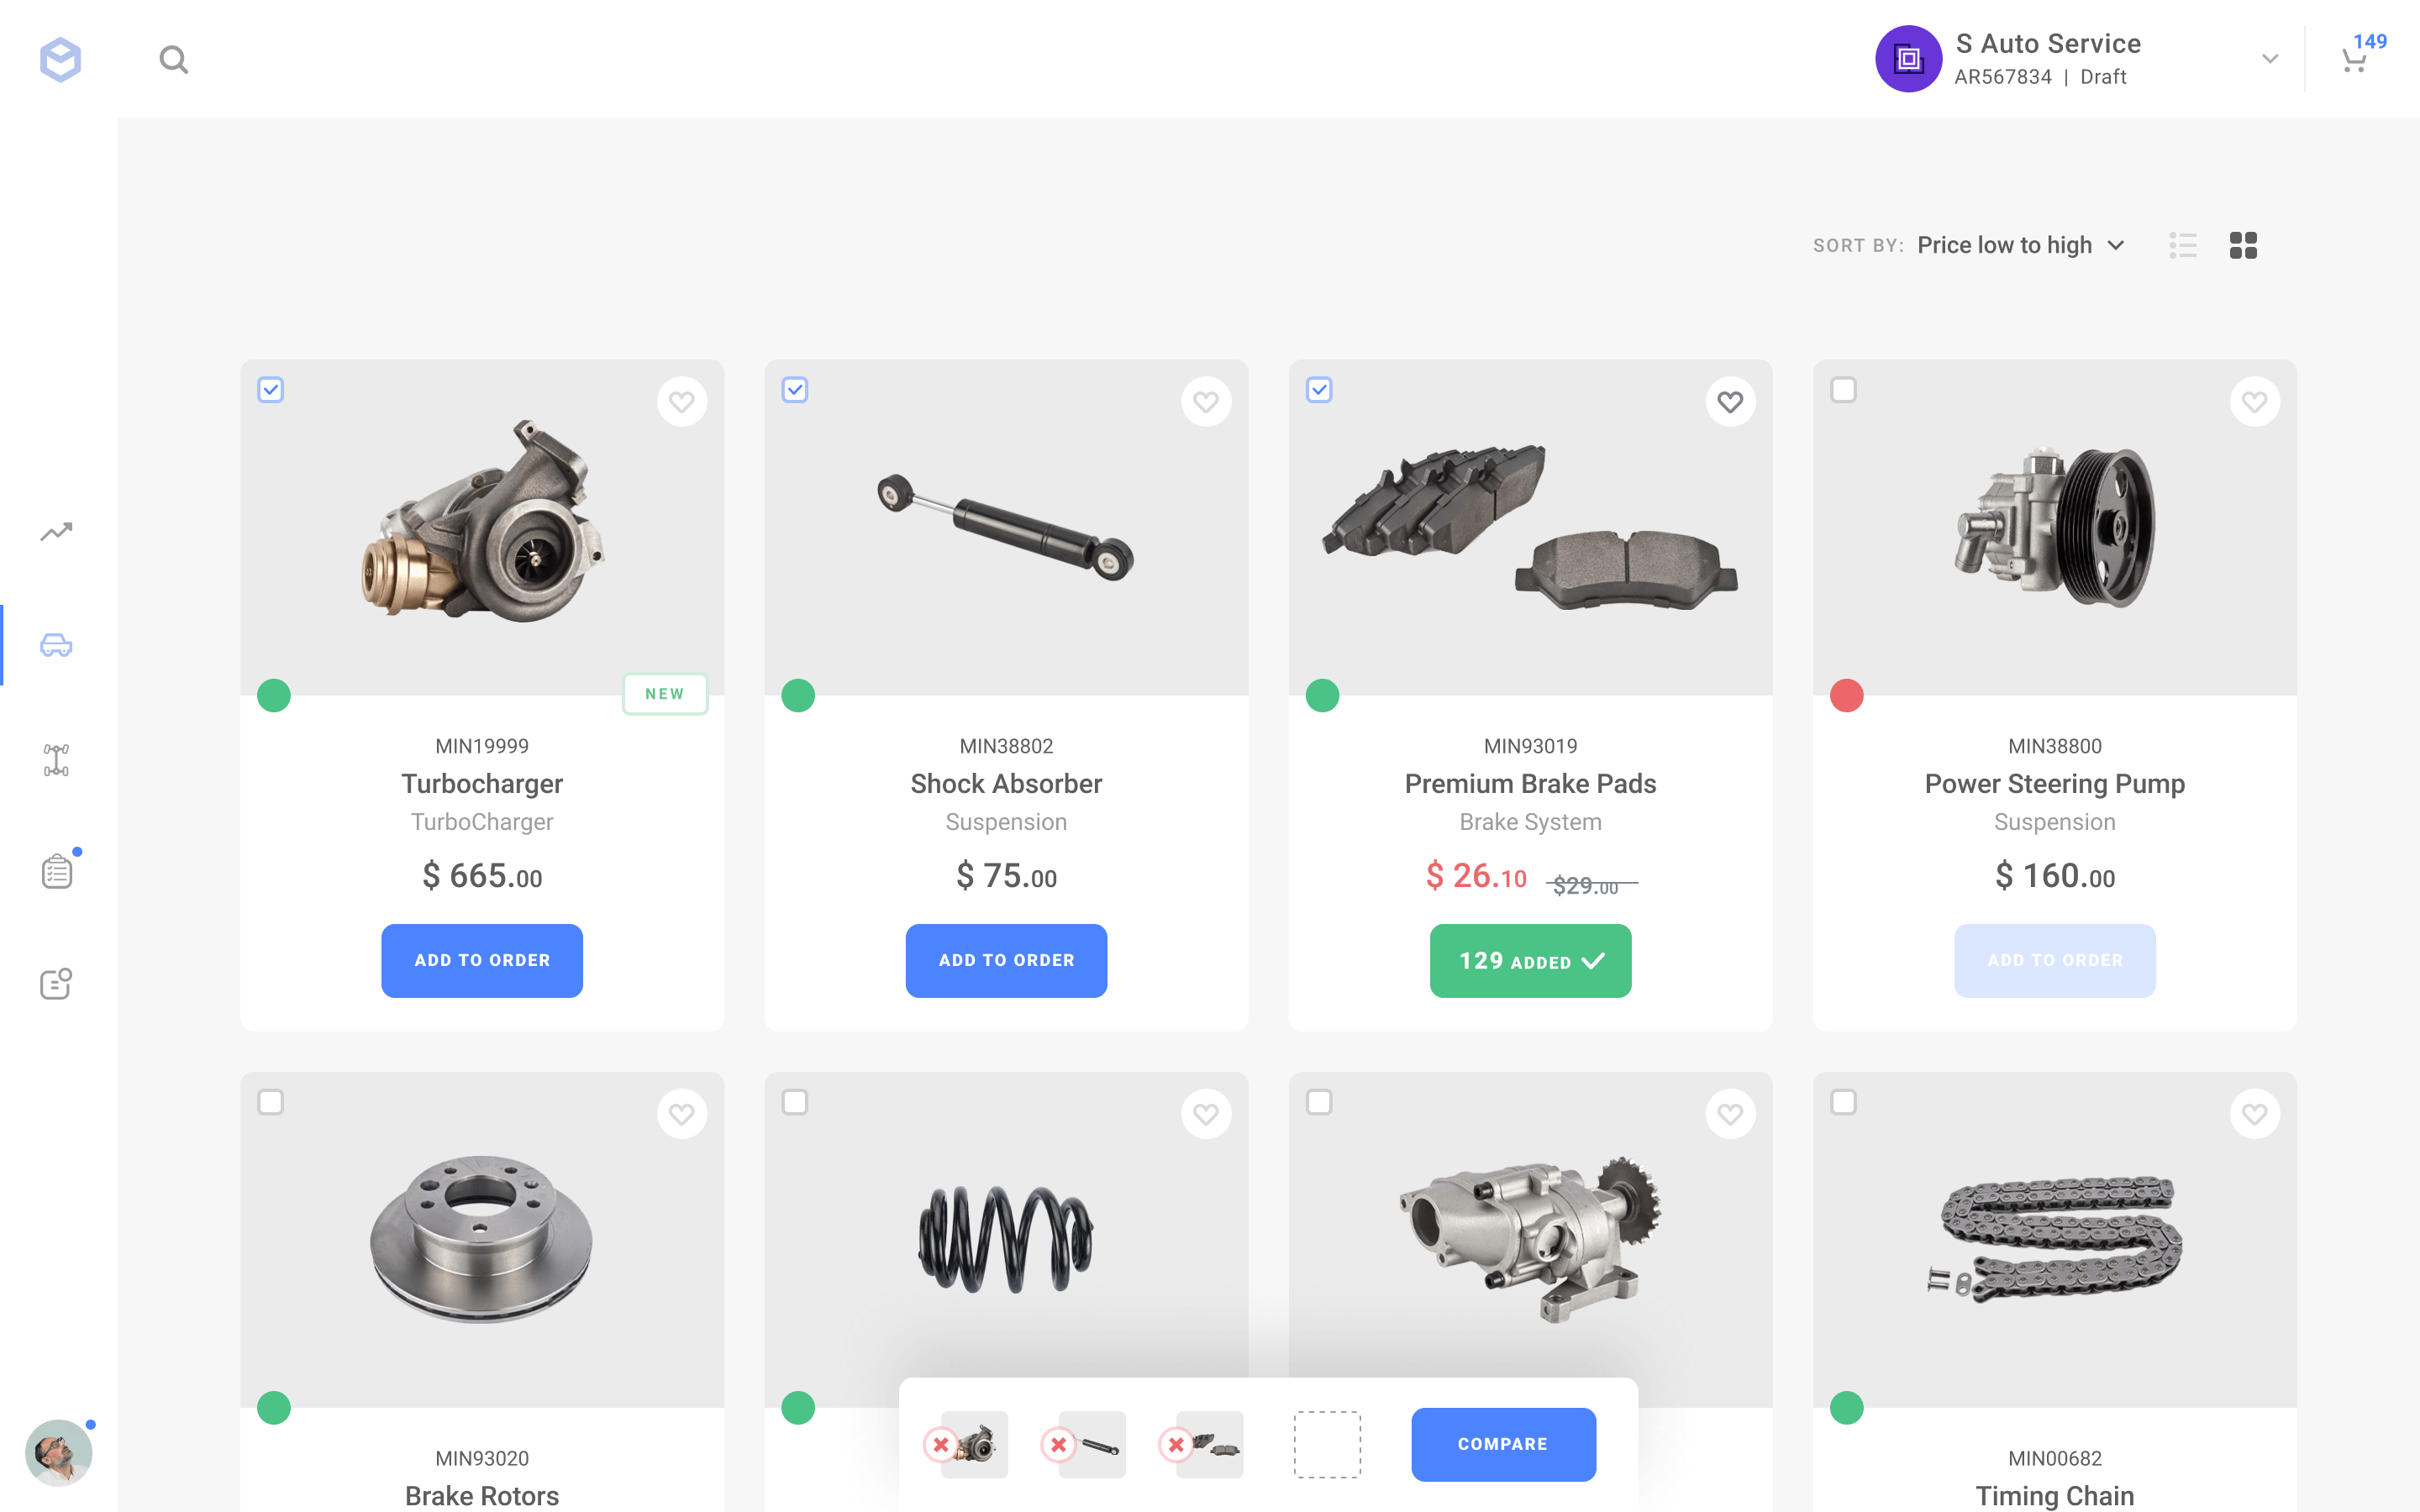 S Auto Service
149
AR567834 | Draft
SORT BY: Price low to high
NEW
MIN19999
Turbocharger
TurboCharger
$ 665.00
ADD TO ORDER
MIN38802
Shock Absorber
Suspension
$ 75.00
ADD TO ORDER
MIN93019
Premium Brake Pads
Brake System
$ 26.10 $29.00
129 ADDED
MIN38800
Power Steering Pump
Suspension
$ 160.00
ADD TO ORDER
MIN93020
Brake Rotors
MIN00682
Timing Chain
COMPARE